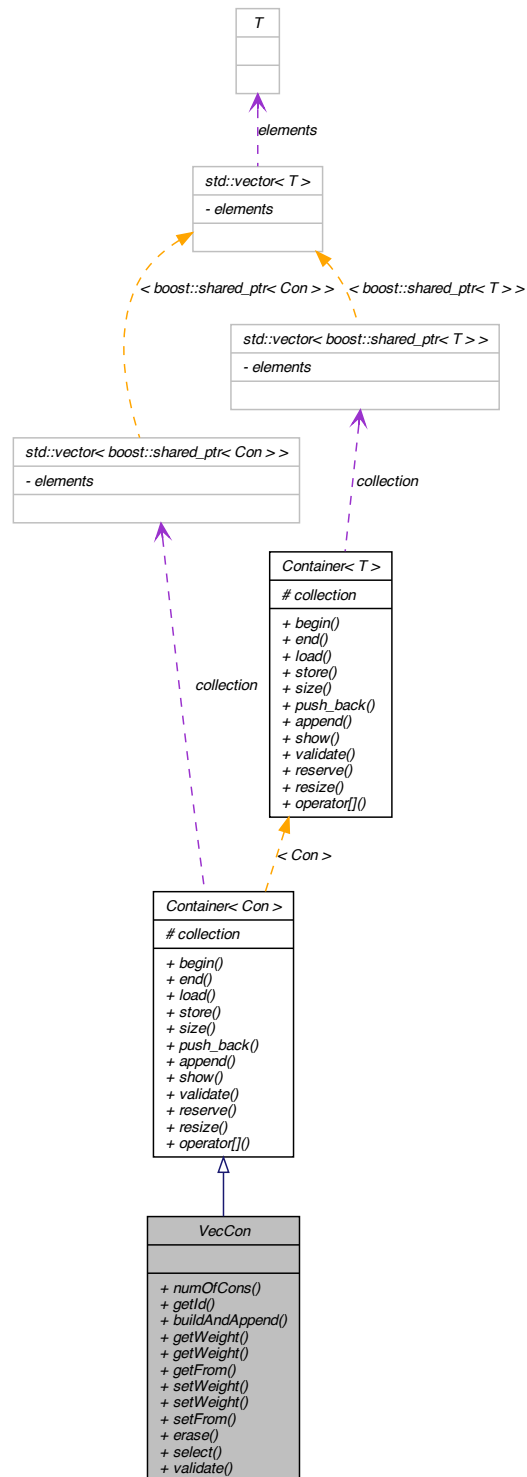 T
elements
std::vector< T >
- elements
< boost::shared_ptr< Con > >
< boost::shared_ptr< T > >
std::vector< boost::shared_ptr< T > >
- elements
std::vector< boost::shared_ptr< Con > >
- elements
collection
Container< T >
# collection
+ begin()
+ end()
+ load()
+ store()
+ size()
+ push_back()
+ append()
+ show()
+ validate()
+ reserve()
+ resize()
+ operator[]()
collection
< Con >
Container< Con >
# collection
+ begin()
+ end()
+ load()
+ store()
+ size()
+ push_back()
+ append()
+ show()
+ validate()
+ reserve()
+ resize()
+ operator[]()
VecCon
+ numOfCons()
+ getId()
+ buildAndAppend()
+ getWeight()
+ getWeight()
+ getFrom()
+ setWeight()
+ setWeight()
+ setFrom()
+ erase()
+ select()
+ validate()